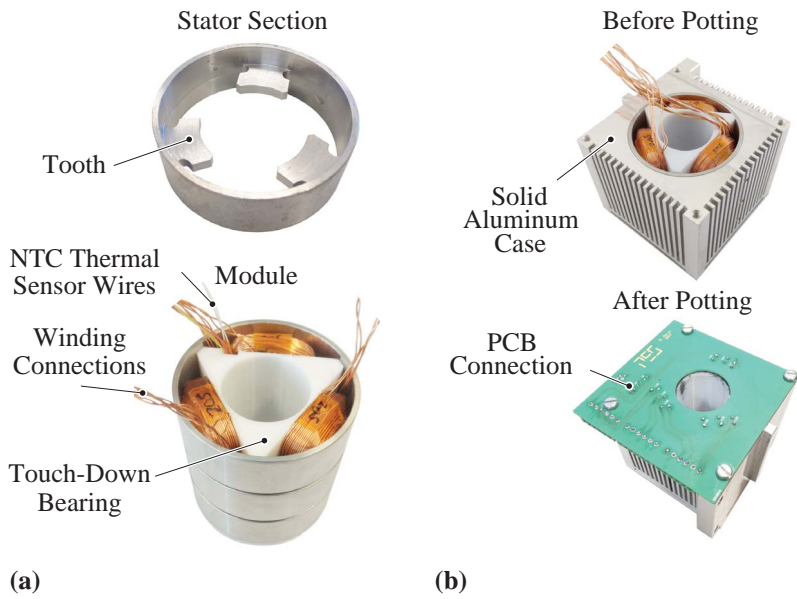 Stator Section
Tooth
NTC Thermal
Sensor Wires
Module
Winding
Connections
Touch-Down
Bearing
(a)
Before Potting
Solid
Aluminum
Case
After Potting
PCB
Connection
(b)